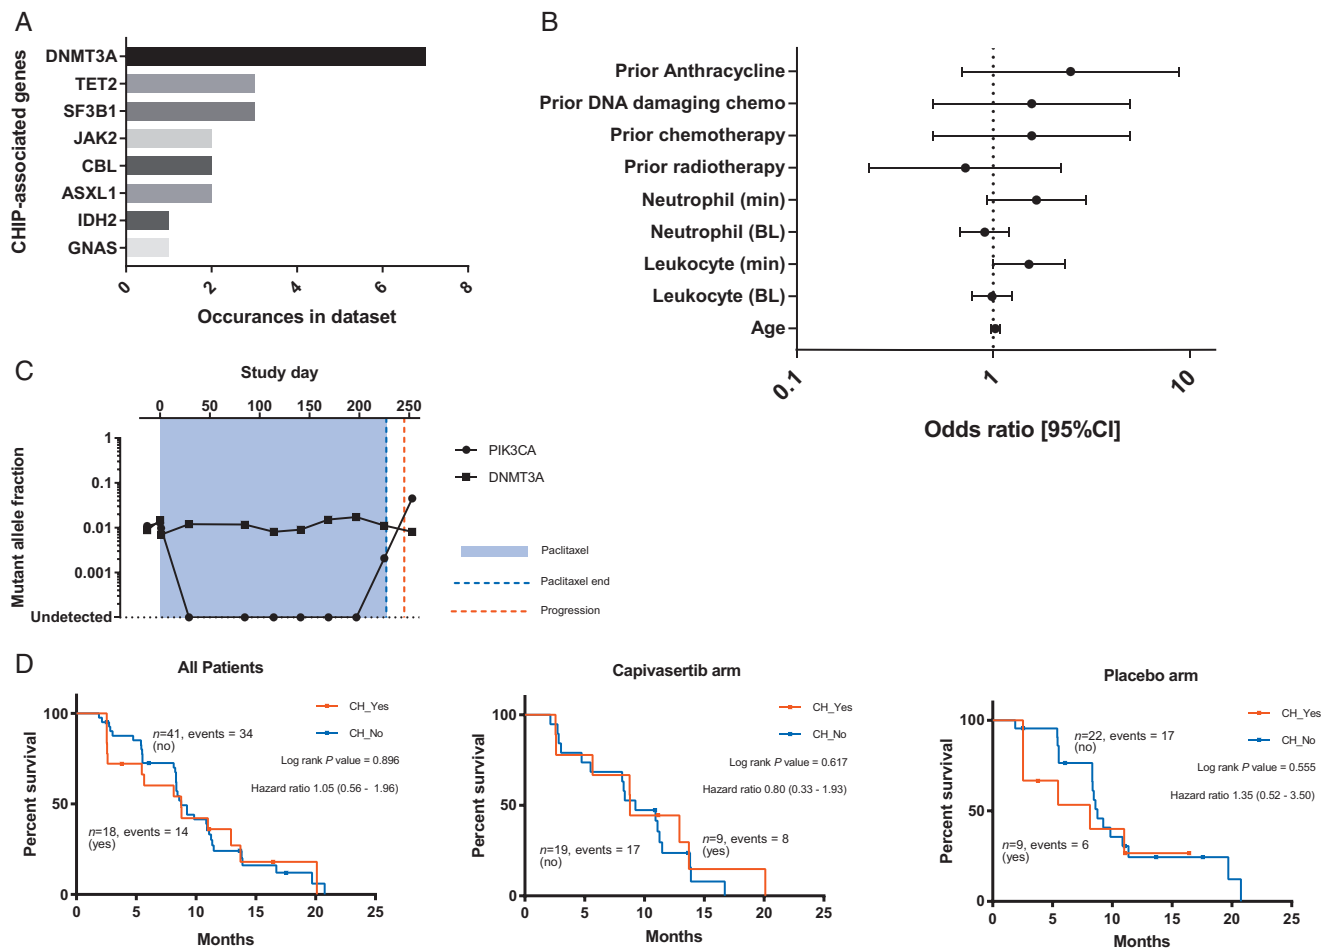 A
CHIP-associated genes
DNMT3A
TET2
SF3B1
JAK2
CBL
ASXL1
IDH2
GNAS
0
2
4
6
8
Occurances in dataset
B
Prior Anthracycline
Prior DNA damaging chemo
Prior chemotherapy
Prior radiotherapy
Neutrophil (min)
Neutrophil (BL)
Leukocyte (min)
Leukocyte (BL)
Age
0.1
1
10
Odds ratio [95%CI]
C
Study day
0 50 100 150 200 250
Mutant allele fraction
1
0.1
0.01
0.001
Undetected
PIK3CA
DNMT3A
Paclitaxel
Paclitaxel end
Progression
D
All Patients
Percent survival
100
50
0
0 5 10 15 20 25
Months
CH_Yes
CH_No
n=41, events = 34
(no)
Log rank P value = 0.896
Hazard ratio 1.05 (0.56 - 1.96)
n=18, events = 14
(yes)
Capivasertib arm
Percent survival
100
50
0
0 5 10 15 20 25
Months
CH_Yes
CH_No
Log rank P value = 0.617
Hazard ratio 0.80 (0.33 - 1.93)
n=19, events = 17
(no)
n=9, events = 8
(yes)
Placebo arm
Percent survival
100
50
0
0 5 10 15 20 25
Months
CH_Yes
CH_No
n=22, events = 17
(no)
Log rank P value = 0.555
Hazard ratio 1.35 (0.52 - 3.50)
n=9, events = 6
(yes)